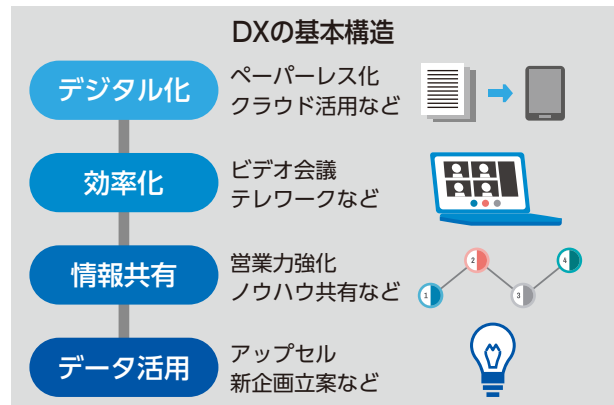 DXの基本構造
デジタル化
ペーパーレス化
クラウド活用など
効率化
ビデオ会議
テレワークなど
情報共有
営業力強化
ノウハウ共有など
1
2
3
4
データ活用
アップセル
新企画立案など